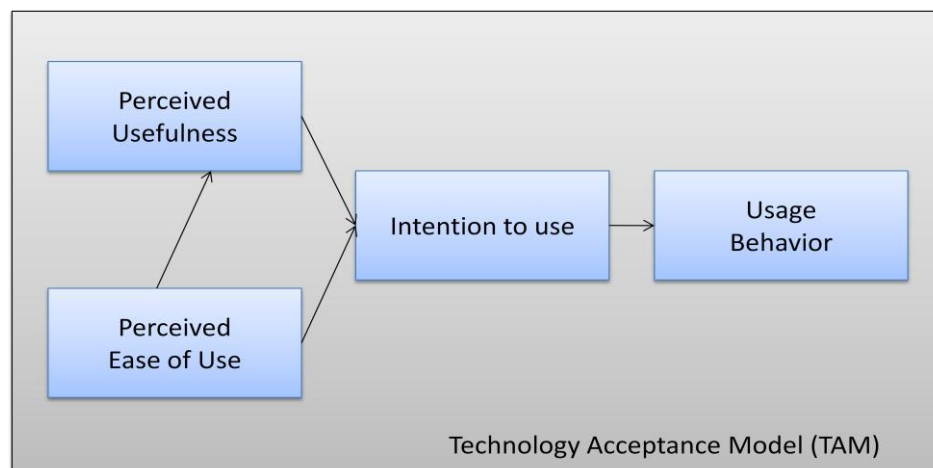 Perceived
Usefulness
Intention to use
Usage
Behavior
Perceived
Ease of Use
Technology Acceptance Model (TAM)